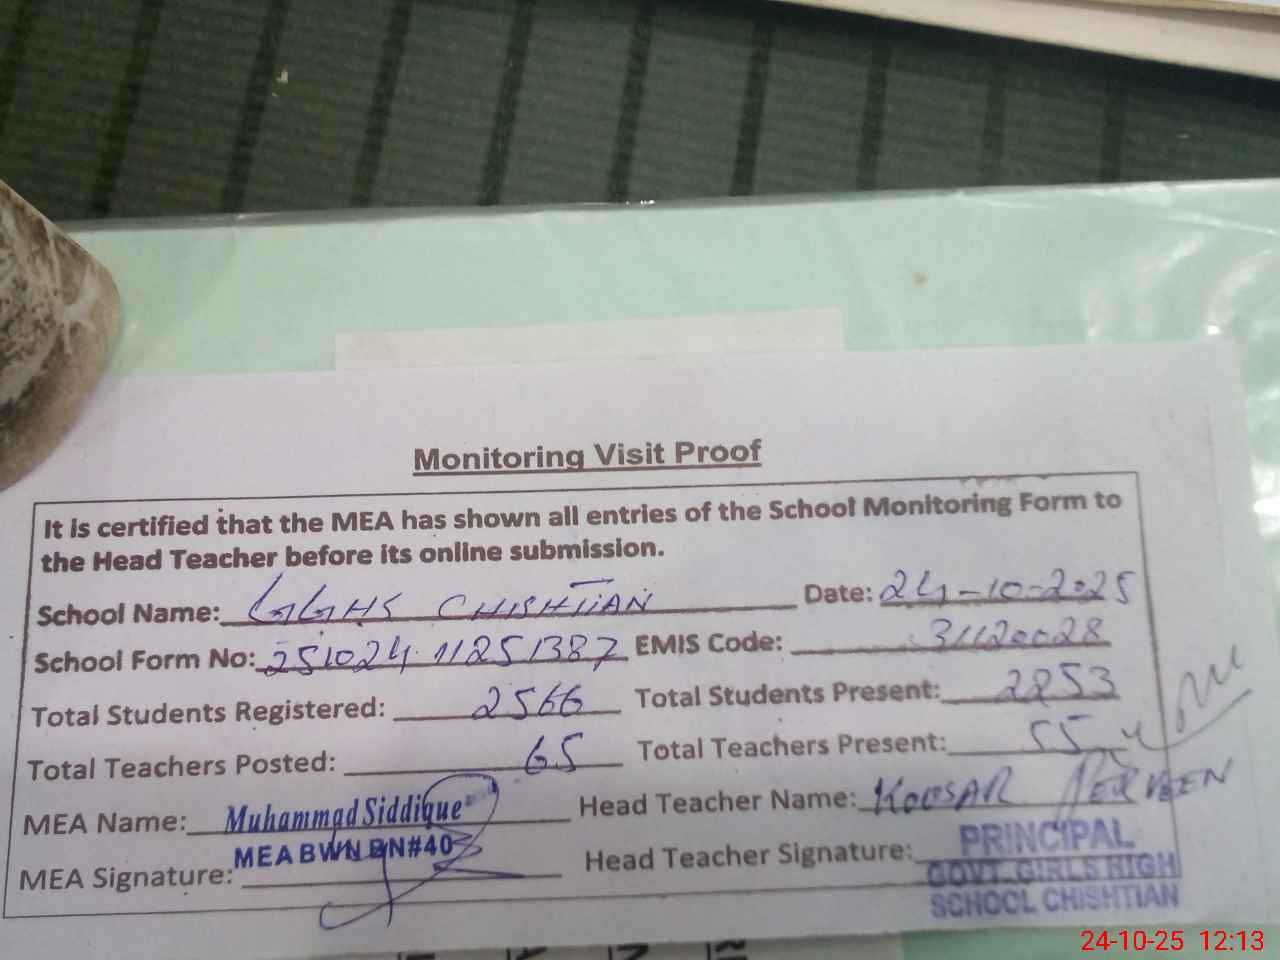 Monitoring Visit Proof
It is certified that the MEA has shown all entries of the School Monitoring Form to
the Head Teacher before its online submission.
School Name: GGHS CHISHTIAN Date: 24-10-2025
School Form No: 251024 11251387 EMIS Code: 31120028
Total Students Registered: 2566 Total Students Present: 2253
Total Teachers Posted: 65 Total Teachers Present: 55
MEA Name: Muhammad Siddique Head Teacher Name: KOUSAR PERVEEN
MEA BWN BN#40
MEA Signature: Head Teacher Signature:
PRINCIPAL
GOVT. GIRLS HIGH
SCHOOL CHISHTIAN
24-10-25 12:13